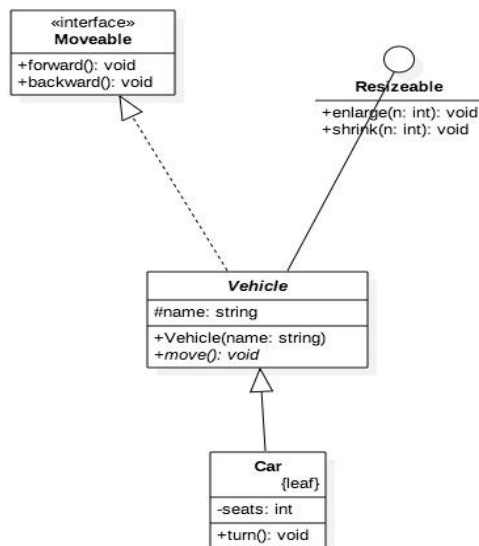 «interface»
Moveable
+forward(): void
+backward(): void
Resizeable
+enlarge(n: int): void
+shrink(n: int): void
Vehicle
#name: string
+Vehicle(name: string)
+move(): void
Car
{leaf}
-seats: int
+turn(): void